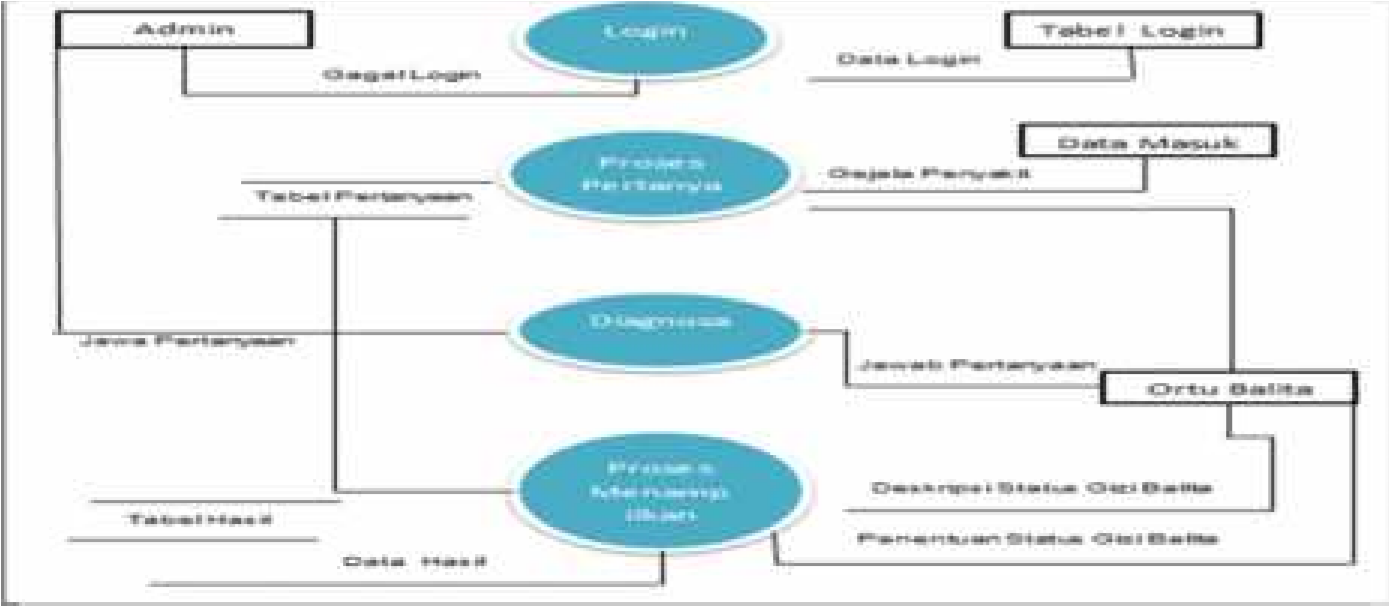 Admin
Login
Tabel Login
Gagal Login
Data Login
Proses
Pertanya
Data Masuk
Gejala Penyakit
Tabel Pertanyaan
Diagnosa
Jawa Pertanyaan
Jawab Pertanyaan
Ortu Balita
Proses
Menamp
ilkan
Deskripsi Status Gizi Balita
Tabel Hasil
Penentuan Status Gizi Balita
Data Hasil